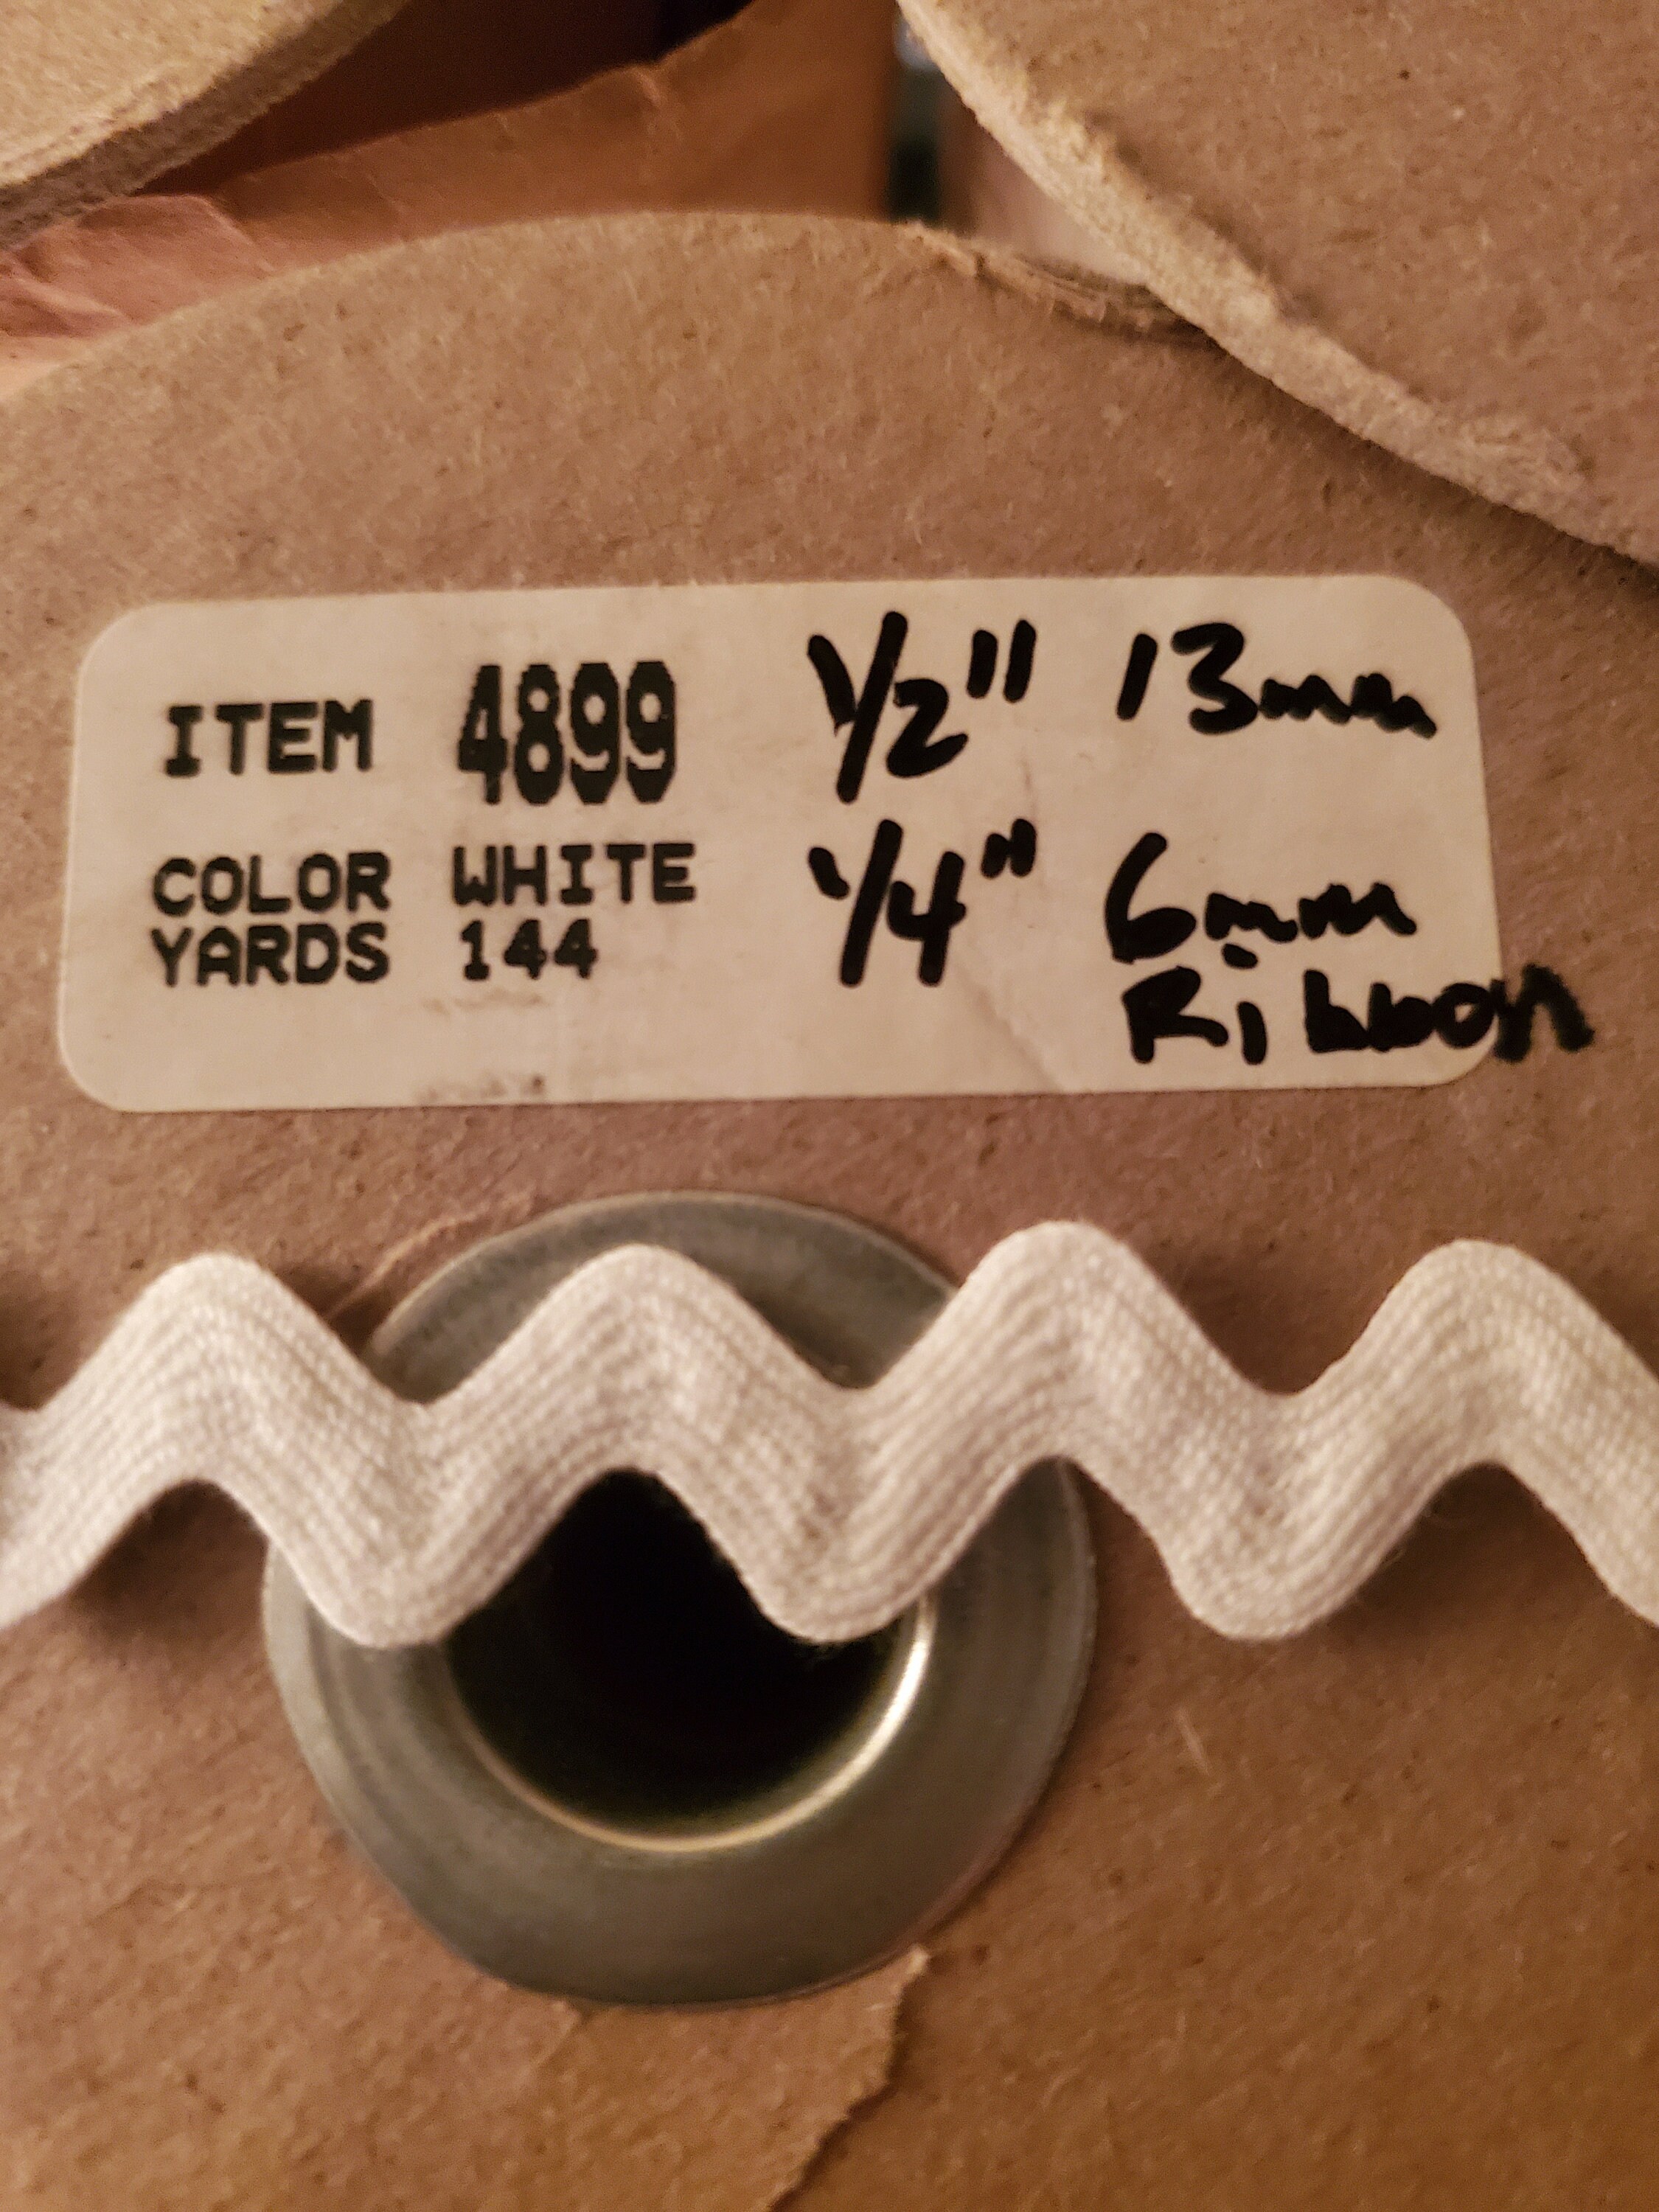 ITEM 4899 1/2" 13mm
COLOR WHITE 1/4" 6mm
YARDS 144
Ribbon